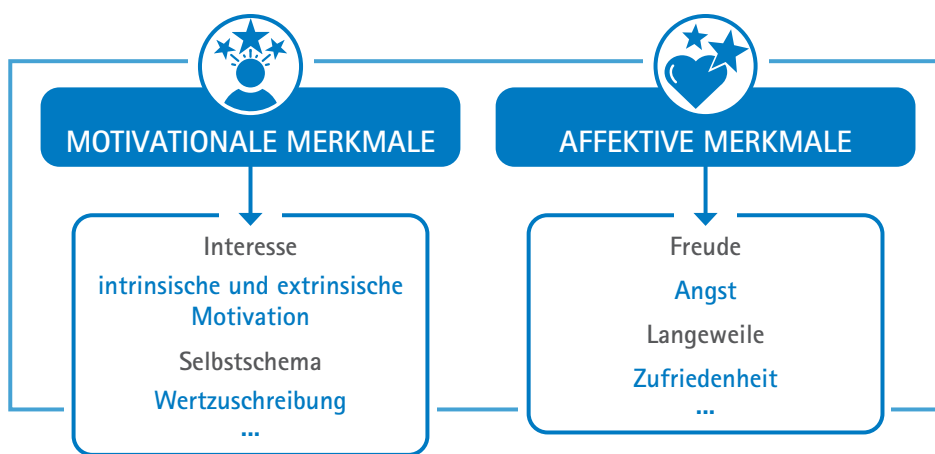 MOTIVATIONALE MERKMALE
Interesse
intrinsische und extrinsische
Motivation
Selbstschema
Wertzuschreibung
...
AFFEKTIVE MERKMALE
Freude
Angst
Langeweile
Zufriedenheit
...